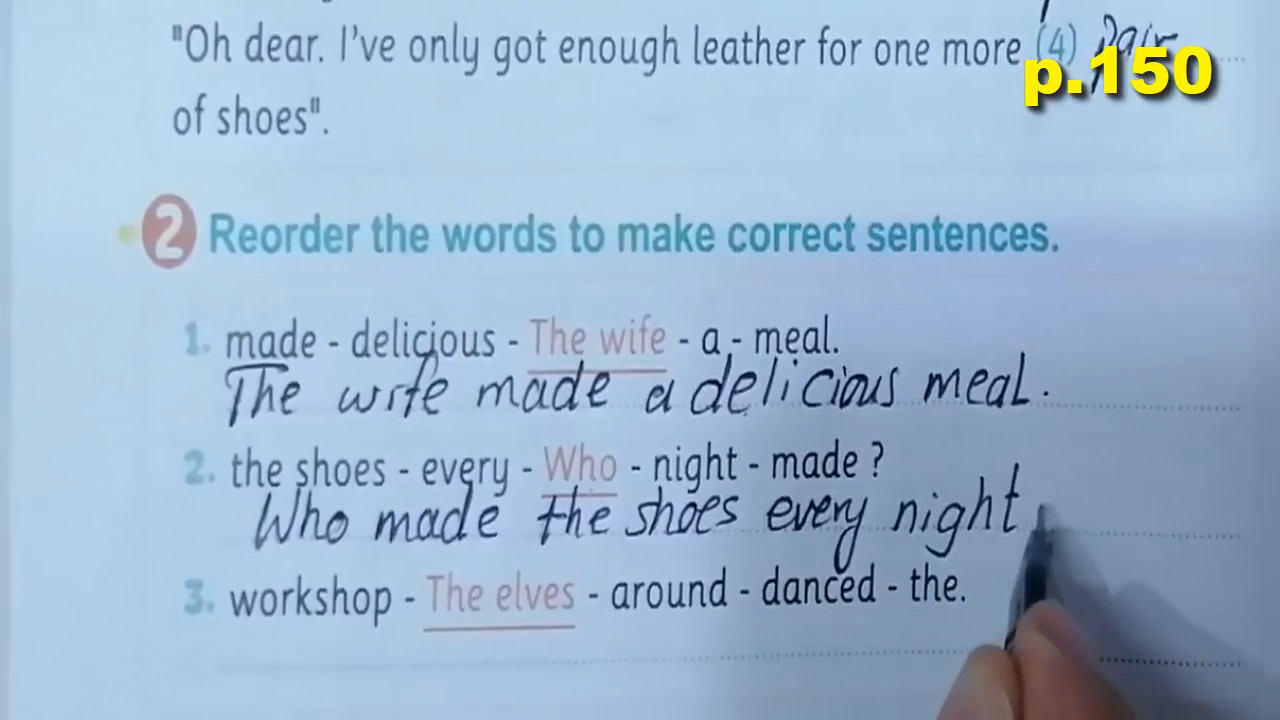 "Oh dear. I've only got enough leather for one more (4) Pair
p.150
of shoes".
2 Reorder the words to make correct sentences.
1. made - delicious - The wife - a - meal.
The wife made a delicious meal.
2. the shoes - every - Who - night - made ?
Who made the shoes every night
3. workshop - The elves - around - danced - the.